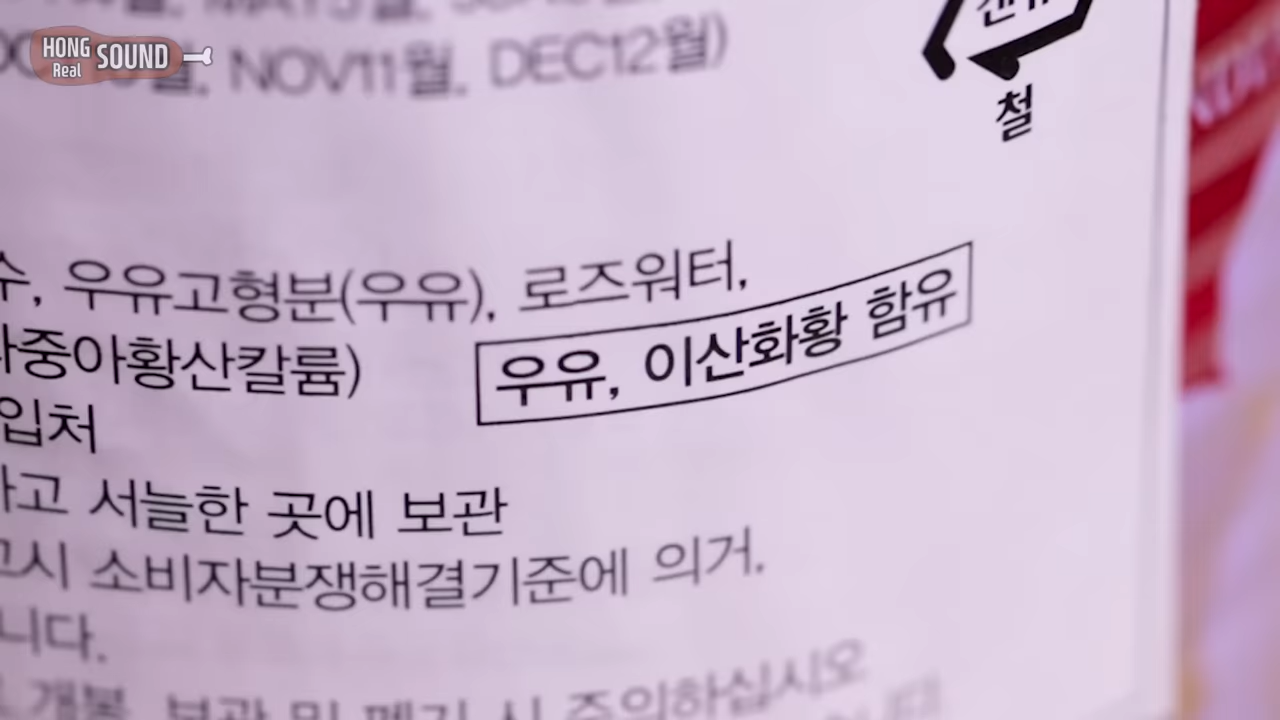 HONG
Real SOUND
NOV11월, DEC12월)
철
수, 우유고형분(우유), 로즈워터,
중아황산칼륨)
우유, 이산화황 함유
입처
하고 서늘한 곳에 보관
고시 소비자분쟁해결기준에 의거.
니다.
개봉, 보관 및 폐기 시 주의하십시오